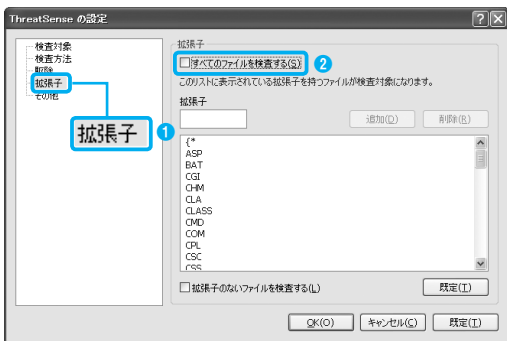 ThreatSense の設定
検査対象
検査方法
駆除
拡張子
その他
拡張子 1
拡張子
すべてのファイルを検査する(S) 2
このリストに表示されている拡張子を持つファイルが検査対象になります。
拡張子
追加(D) 削除(R)
{*
ASP
BAT
CGI
CHM
CLA
CLASS
CMD
COM
CPL
CSC
CSS
拡張子のないファイルを検査する(L) 既定(I)
OK(O) キャンセル(C) 既定(T)